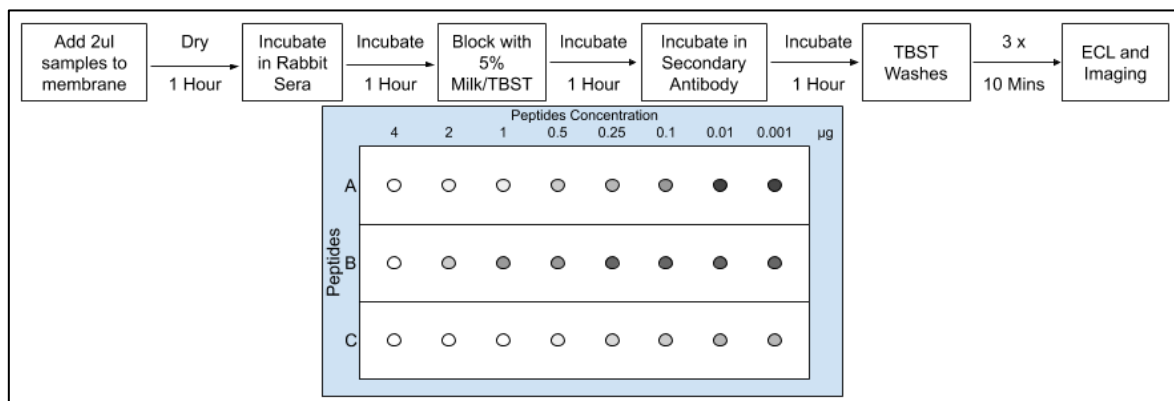 Add 2ul
samples to
membrane
Dry
1 Hour
Incubate
in Rabbit
Sera
Incubate
1 Hour
Block with
5%
Milk/TBST
Incubate
1 Hour
Incubate in
Secondary
Antibody
Incubate
1 Hour
TBST
Washes
3 x
10 Mins
ECL and
Imaging
Peptides Concentration
4 2 1 0.5 0.25 0.1 0.01 0.001 µg
Peptides
A
B
C